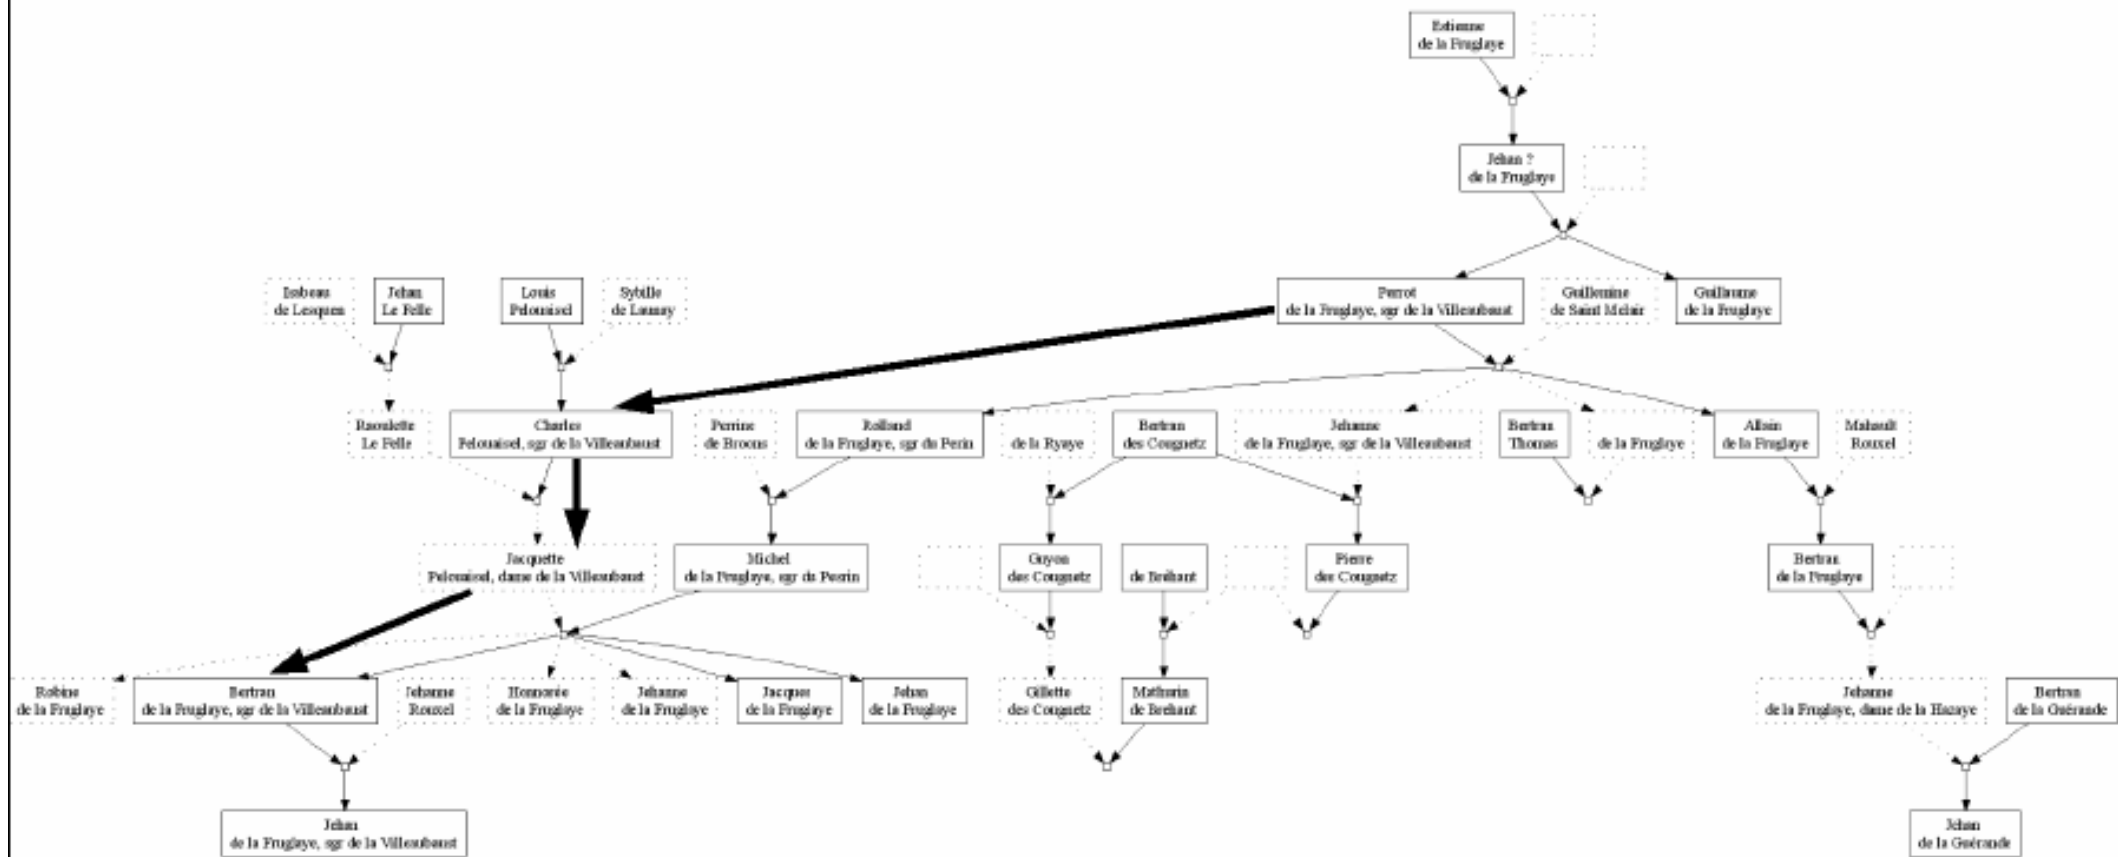 Estienne
de la Fruglaye
Jehan ?
de la Fruglaye
Isabeau
de Lesquen
Jehan
Le Felle
Louis
Pelouaisel
Sybille
de Launay
Perrot
de la Fruglaye, sgr de la Villeaubaust
Guillemine
de Saint Melair
Guillaume
de la Fruglaye
Raoulette
Le Felle
Charles
Pelouaisel, sgr de la Villeaubaust
Perrine
de Broons
Rolland
de la Fruglaye, sgr du Perin
de la Ryaye
Bertran
des Cougnetz
Jehanne
de la Fruglaye, sgr de la Villeaubaust
Bertran
Thomas
de la Fruglaye
Allain
de la Fruglaye
Mahault
Rouxel
Jacquette
Pelouaisel, dame de la Villeaubaust
Michel
de la Fruglaye, sgr du Perrin
Guyon
des Cougnetz
de Bréhant
Pierre
des Cougnetz
Bertran
de la Fruglaye
Robine
de la Fruglaye
Bertran
de la Fruglaye, sgr de la Villeaubaust
Jehanne
Rouxel
Honnorée
de la Fruglaye
Jehanne
de la Fruglaye
Jacques
de la Fruglaye
Jehan
de la Fruglaye
Gillette
des Cougnetz
Mathurin
de Bréhant
Jehanne
de la Fruglaye, dame de la Hazaye
Bertran
de la Guérande
Jehan
de la Fruglaye, sgr de la Villeaubaust
Jehan
de la Guérande